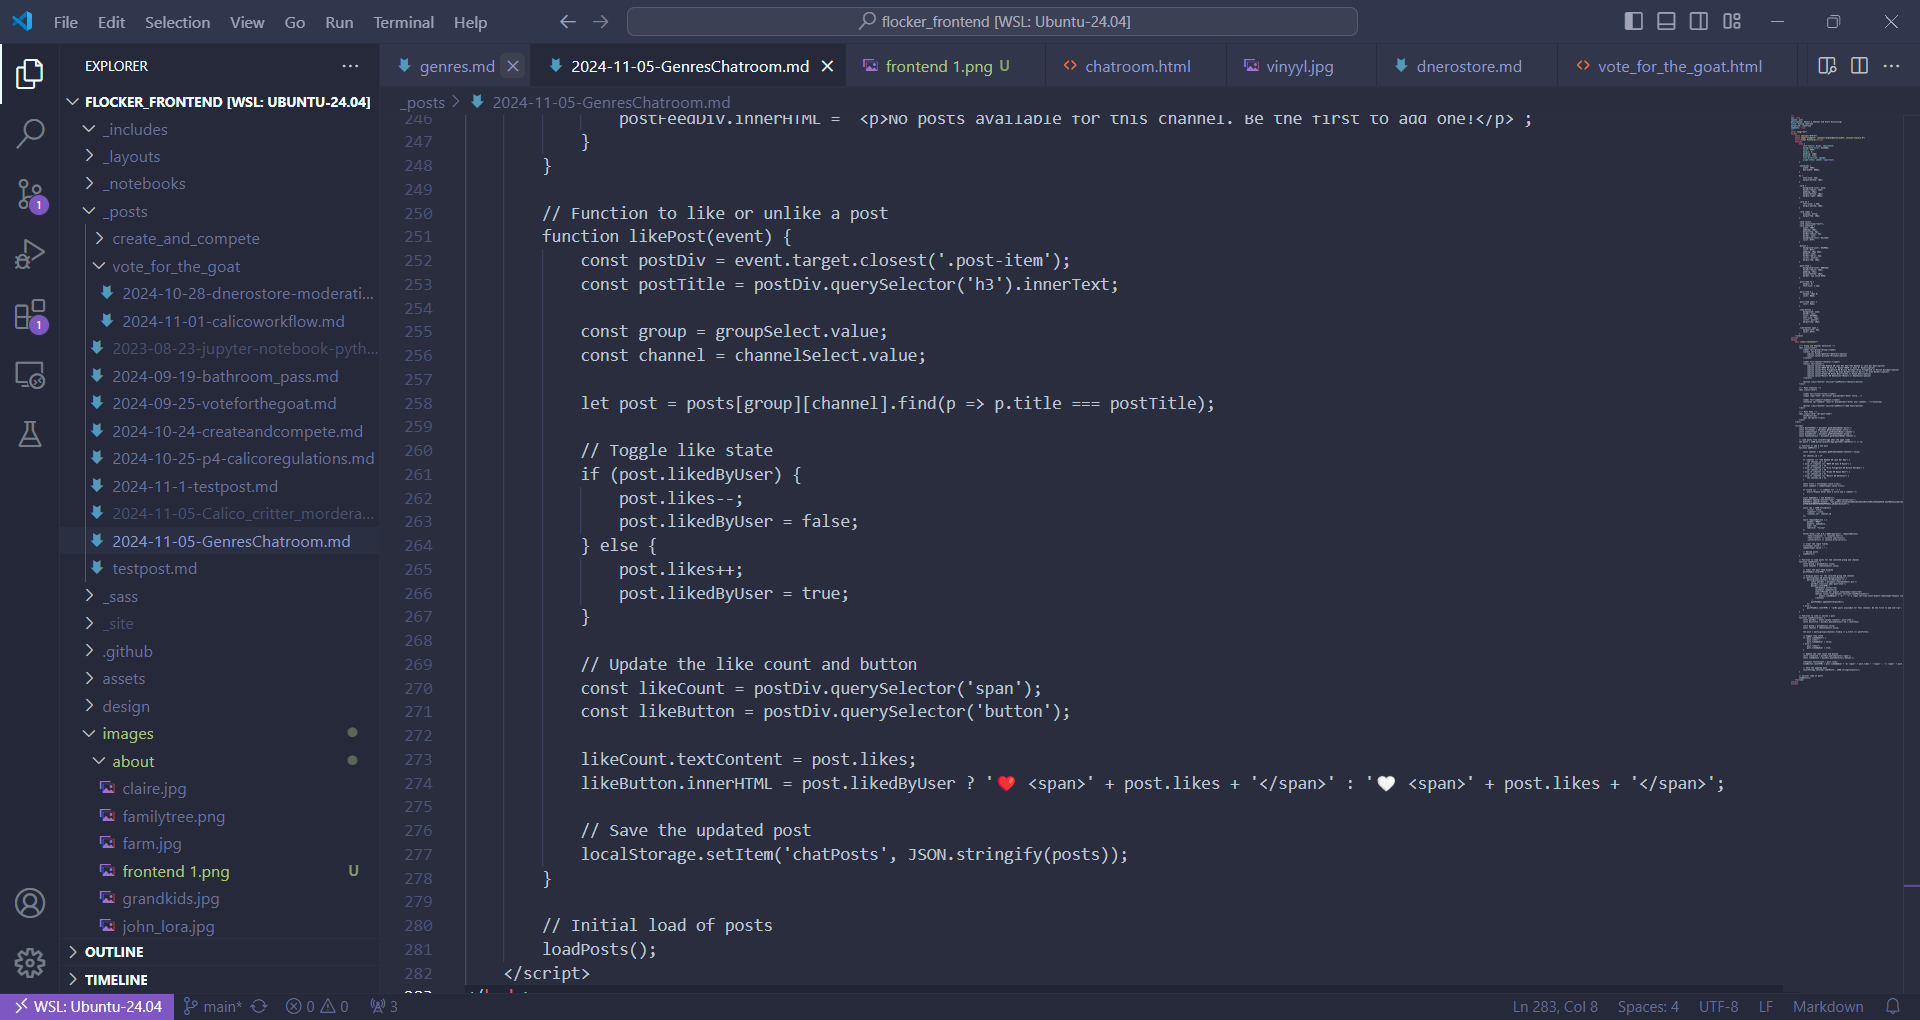 File Edit Selection View Go Run Terminal Help
flocker_frontend [WSL: Ubuntu-24.04]
EXPLORER
genres.md
2024-11-05-GenresChatroom.md
frontend 1.png U
chatroom.html
vinyyl.jpg
dnerostore.md
vote_for_the_goat.html
FLOCKER_FRONTEND [WSL: UBUNTU-24.04]
_includes
_layouts
_notebooks
_posts
create_and_compete
vote_for_the_goat
2024-10-28-dnerostore-moderati...
2024-11-01-calicoworkflow.md
2023-08-23-jupyter-notebook-pyth...
2024-09-19-bathroom_pass.md
2024-09-25-voteforthegoat.md
2024-10-24-createandcompete.md
2024-10-25-p4-calicoregulations.md
2024-11-1-testpost.md
2024-11-05-Calico_critter_mordera...
2024-11-05-GenresChatroom.md
testpost.md
_sass
_site
.github
assets
design
images
about
claire.jpg
familytree.png
farm.jpg
frontend 1.png U
grandkids.jpg
john_lora.jpg
OUTLINE
TIMELINE
1
1
_posts > 2024-11-05-GenresChatroom.md
246 postFeedDiv.innerHTML = '<p>No posts available for this channel. Be the first to add one!</p>';
247 }
248 }
249
250 // Function to like or unlike a post
251 function likePost(event) {
252 const postDiv = event.target.closest('.post-item');
253 const postTitle = postDiv.querySelector('h3').innerText;
254
255 const group = groupSelect.value;
256 const channel = channelSelect.value;
257
258 let post = posts[group][channel].find(p => p.title === postTitle);
259
260 // Toggle like state
261 if (post.likedByUser) {
262 post.likes--;
263 post.likedByUser = false;
264 } else {
265 post.likes++;
266 post.likedByUser = true;
267 }
268
269 // Update the like count and button
270 const likeCount = postDiv.querySelector('span');
271 const likeButton = postDiv.querySelector('button');
272
273 likeCount.textContent = post.likes;
274 likeButton.innerHTML = post.likedByUser ? '❤️ <span>' + post.likes + '</span>' : '🤍 <span>' + post.likes + '</span>';
275
276 // Save the updated post
277 localStorage.setItem('chatPosts', JSON.stringify(posts));
278 }
279
280 // Initial load of posts
281 loadPosts();
282 </script>
283
WSL: Ubuntu-24.04 main* 0 0 3
Ln 283, Col 8 Spaces: 4 UTF-8 LF Markdown